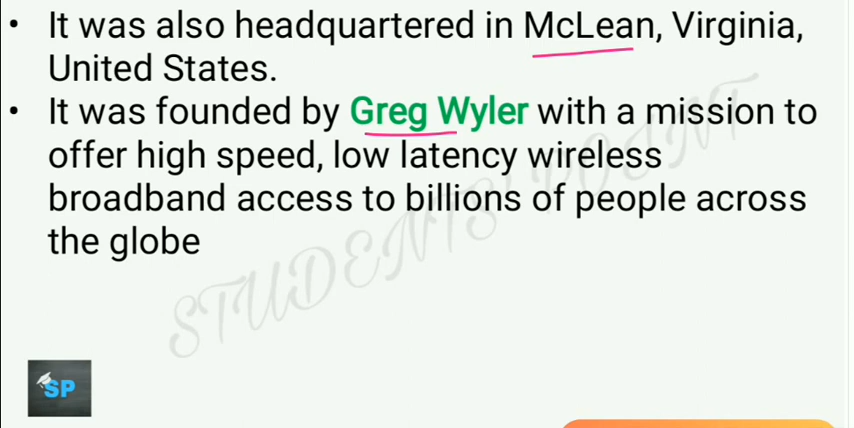 • It was also headquartered in McLean, Virginia,
United States.
• It was founded by Greg Wyler with a mission to
offer high speed, low latency wireless
broadband access to billions of people across
the globe
STUDENTS' POINT
SP